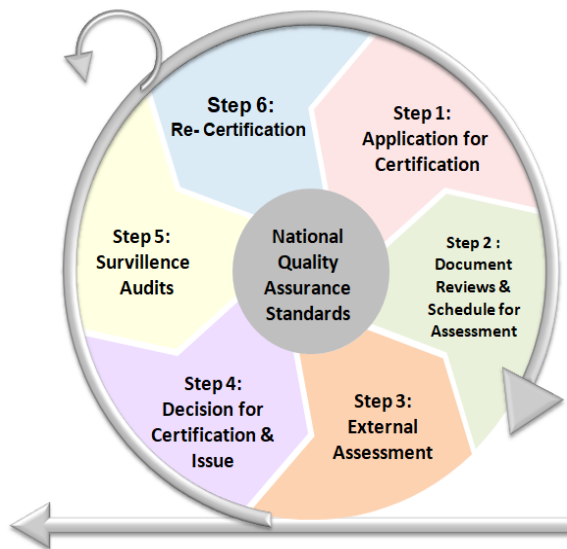 Step 1:
Application for
Certification
Step 2 :
Document
Reviews &
Schedule for
Assessment
Step 3:
External
Assessment
Step 4:
Decision for
Certification &
Issue
Step 5:
Survillence
Audits
Step 6:
Re- Certification
National
Quality
Assurance
Standards